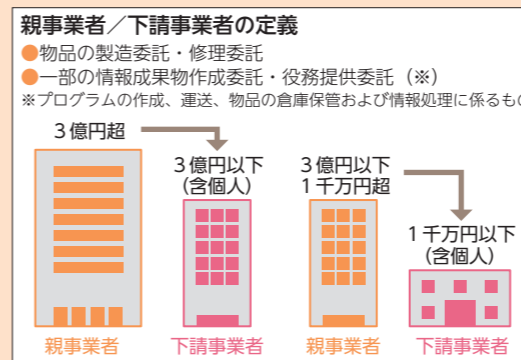 親事業者／下請事業者の定義
●物品の製造委託・修理委託
●一部の情報成果物作成委託・役務提供委託（※）
※プログラムの作成、運送、物品の倉庫保管および情報処理に係るもの
３億円超
３億円以下
（含個人）
３億円以下
１千万円超
１千万円以下
（含個人）
親事業者
下請事業者
親事業者
下請事業者